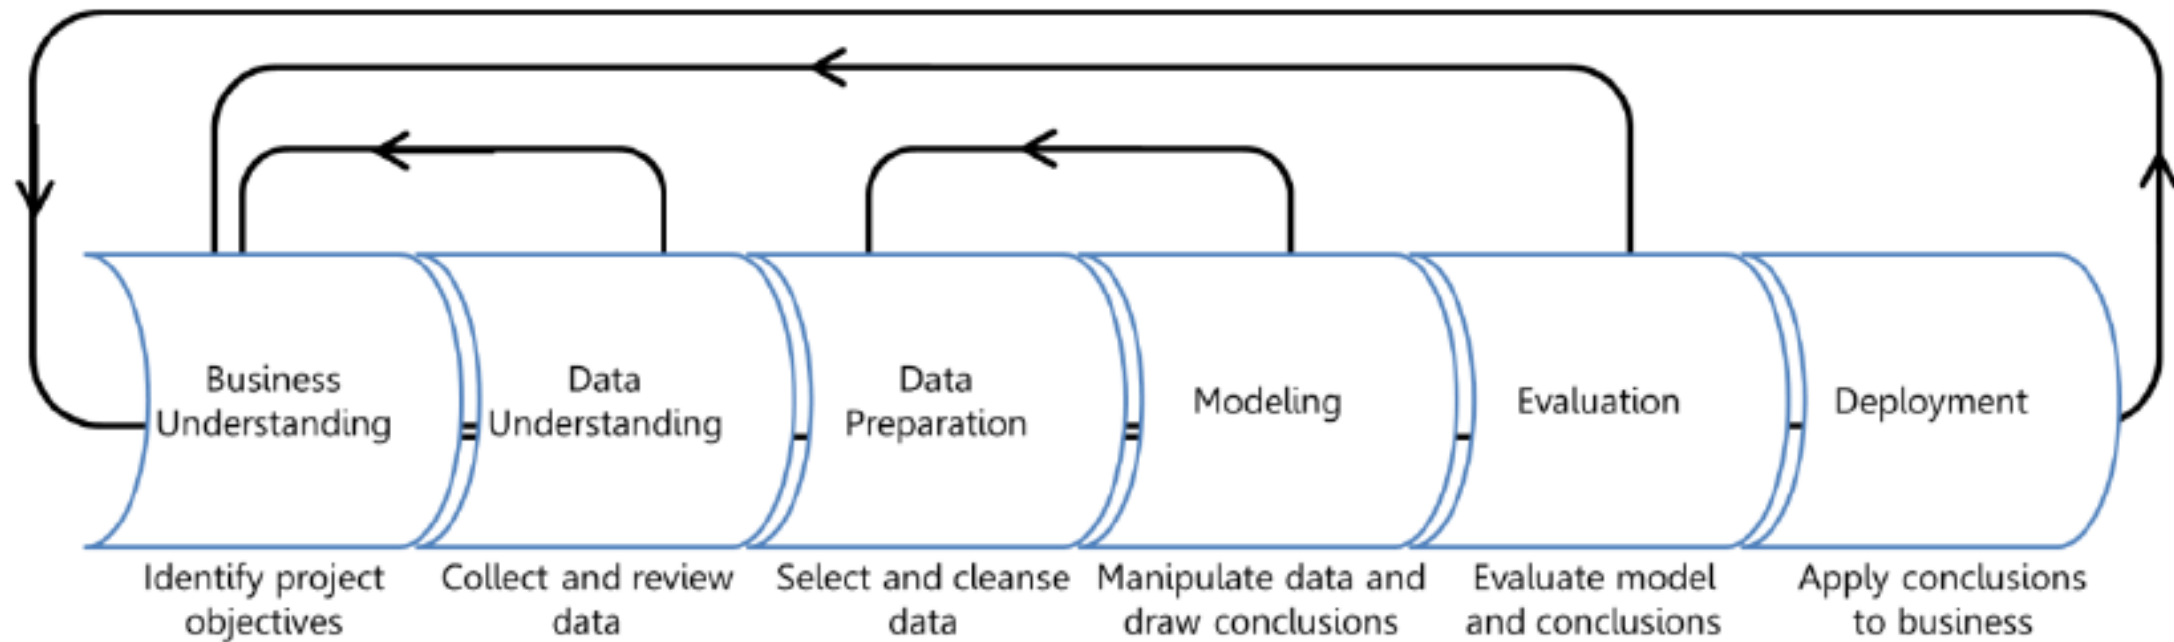 Business
Understanding
Data
Understanding
Data
Preparation
Modeling
Evaluation
Deployment
Identify project
objectives
Collect and review
data
Select and cleanse
data
Manipulate data and
draw conclusions
Evaluate model
and conclusions
Apply conclusions
to business